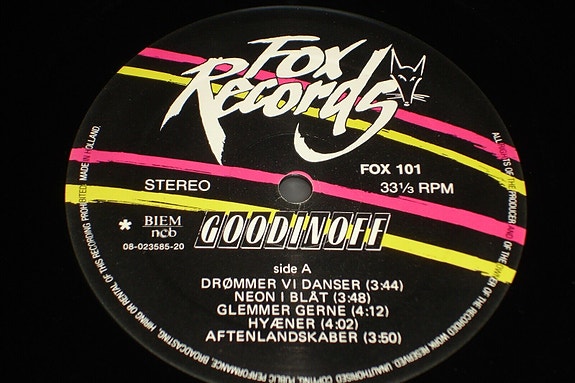 Fox
Records
FOX 101
STEREO
33⅓ RPM
* BIEM
ncb
08-023585-20
GOODINOFF
side A
DRØMMER VI DANSER (3:44)
NEON I BLÅT (3:48)
GLEMMER GERNE (4:12)
HYÆNER (4:02)
AFTENLANDSKABER (3:50)
ALL RIGHTS OF THE PRODUCER AND OF THE OWNER OF THE RECORDED WORK RESERVED. UNAUTHORISED COPYING, PUBLIC PERFORMANCE, BROADCASTING, HIRING OR RENTAL OF THIS RECORDING PROHIBITED. MADE IN HOLLAND.